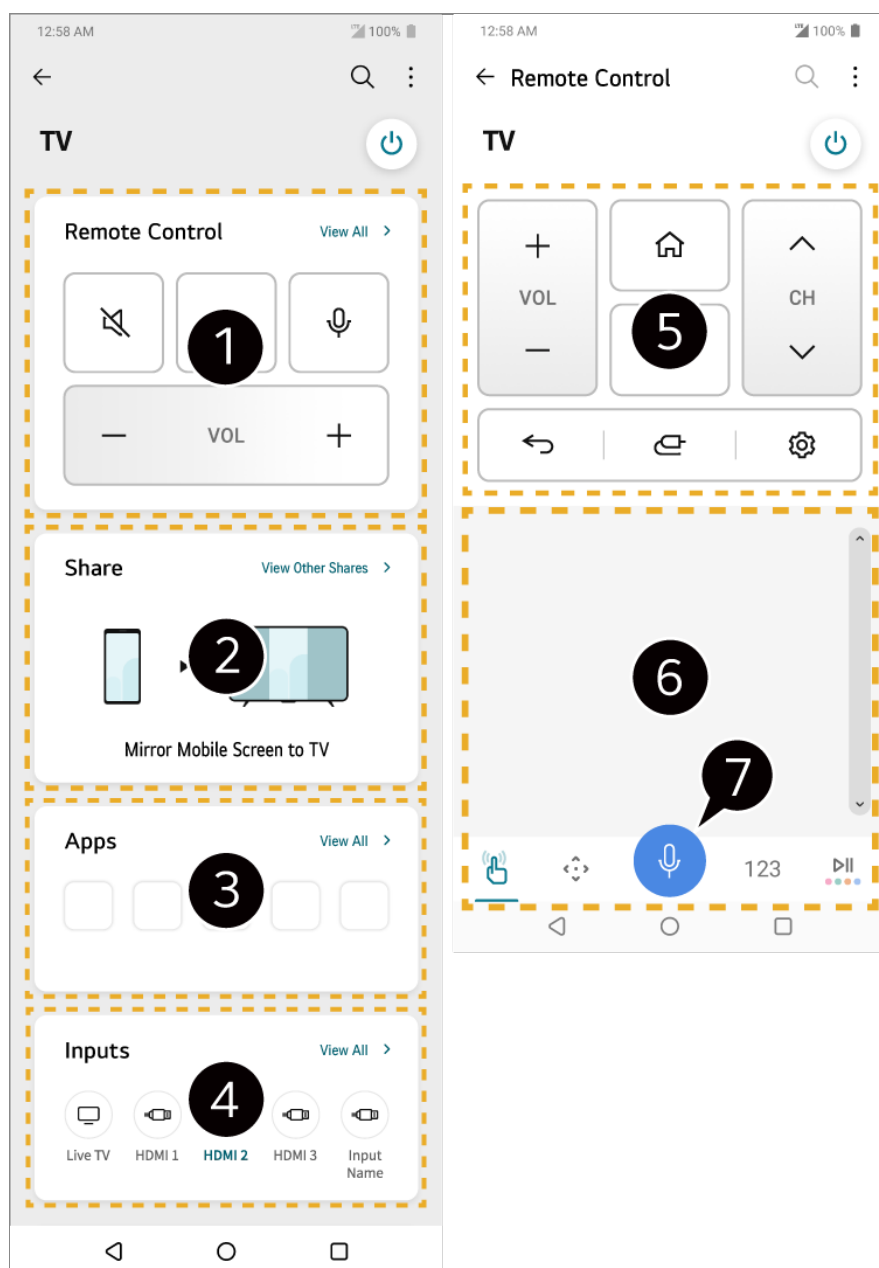 12:58 AM LTE 100%
TV
Remote Control View All >
1
— VOL +
Share View Other Shares >
2
Mirror Mobile Screen to TV
Apps View All >
3
Inputs View All >
4
Live TV HDMI 1 HDMI 2 HDMI 3 Input
Name
12:58 AM LTE 100%
Remote Control
TV
+
VOL CH
5
—
6
7
123